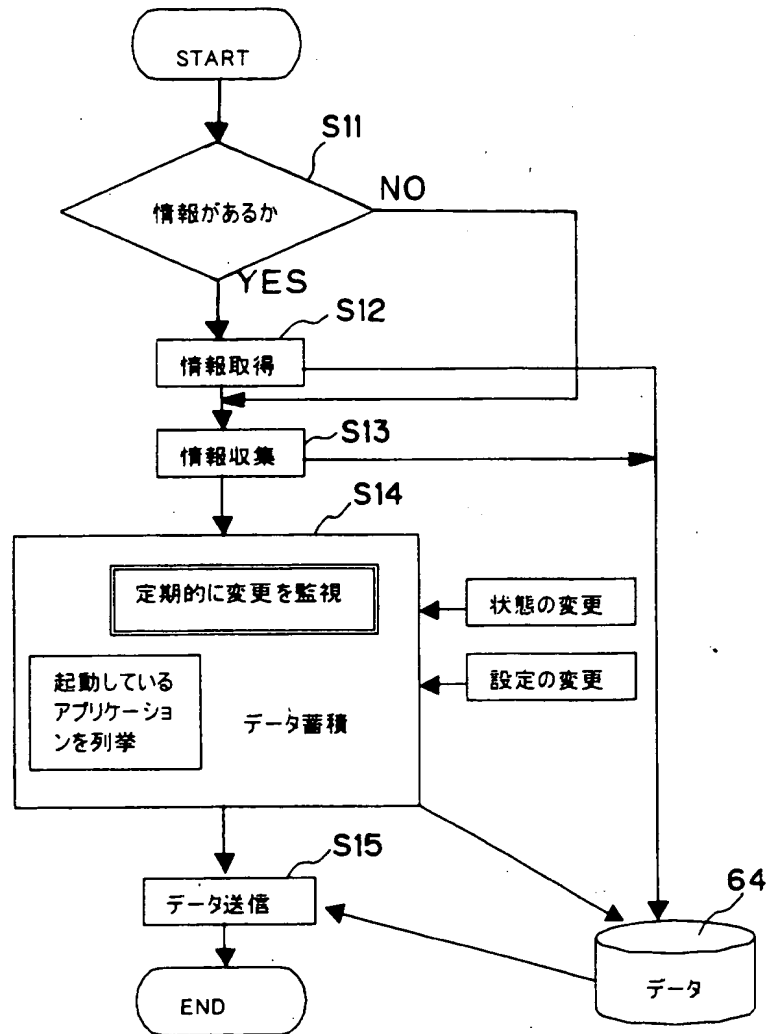 START
S11
情報があるか
NO
YES
S12
情報取得
S13
情報収集
S14
定期的に変更を監視
状態の変更
起動している
アプリケーショ
ンを列挙
データ蓄積
設定の変更
S15
データ送信
64
データ
END